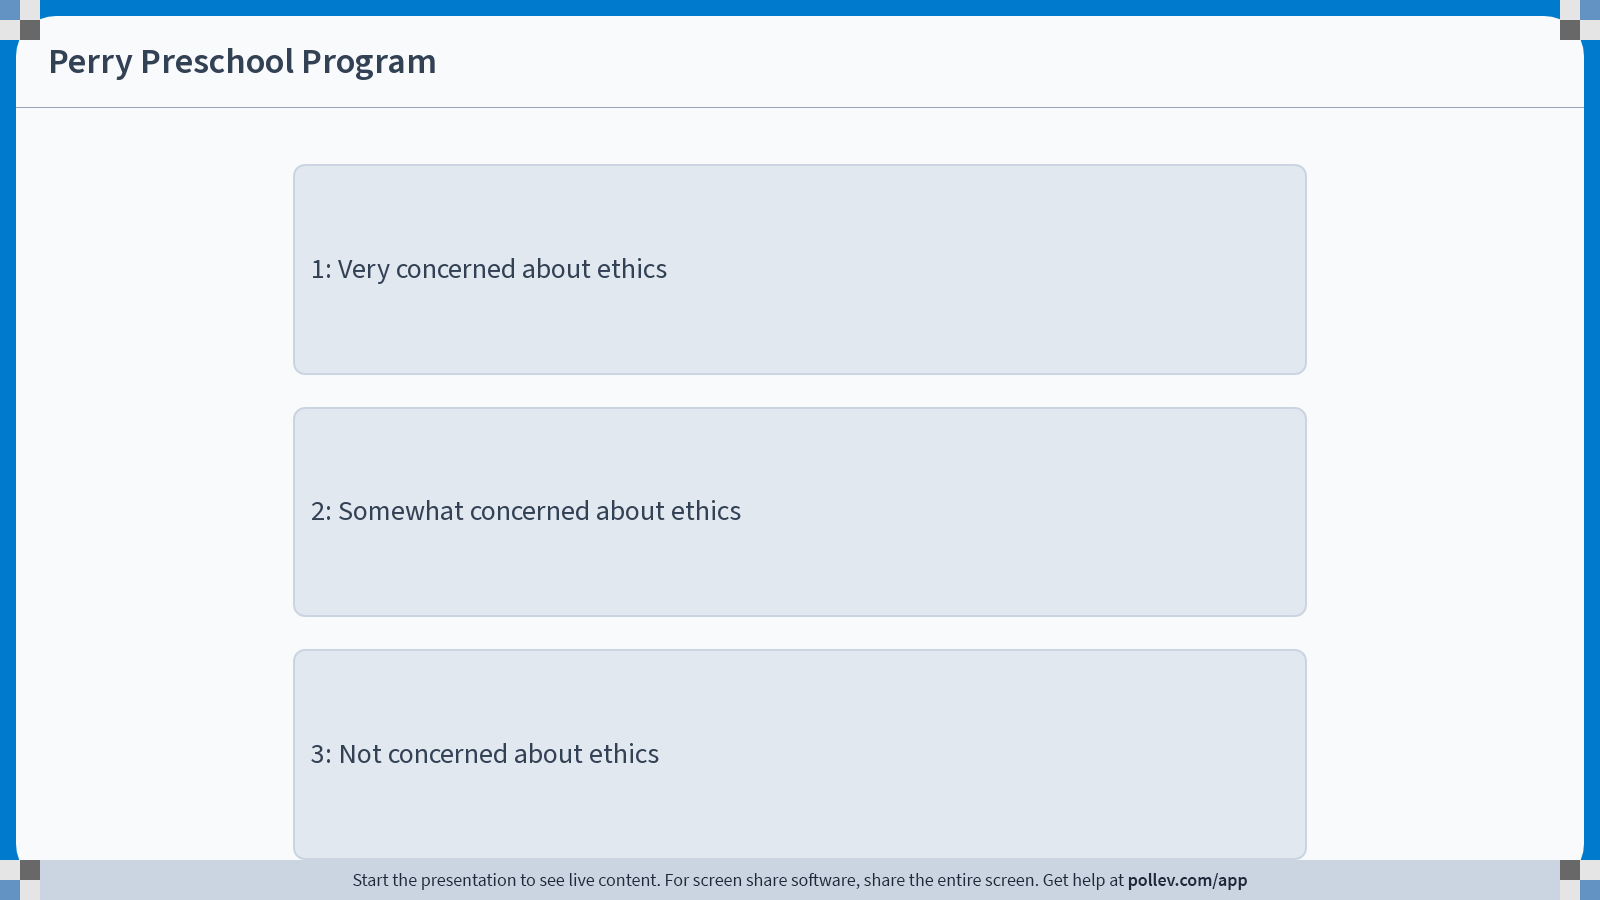 Perry Preschool Program
1: Very concerned about ethics
2: Somewhat concerned about ethics
3: Not concerned about ethics
Start the presentation to see live content. For screen share software, share the entire screen. Get help at pollev.com/app